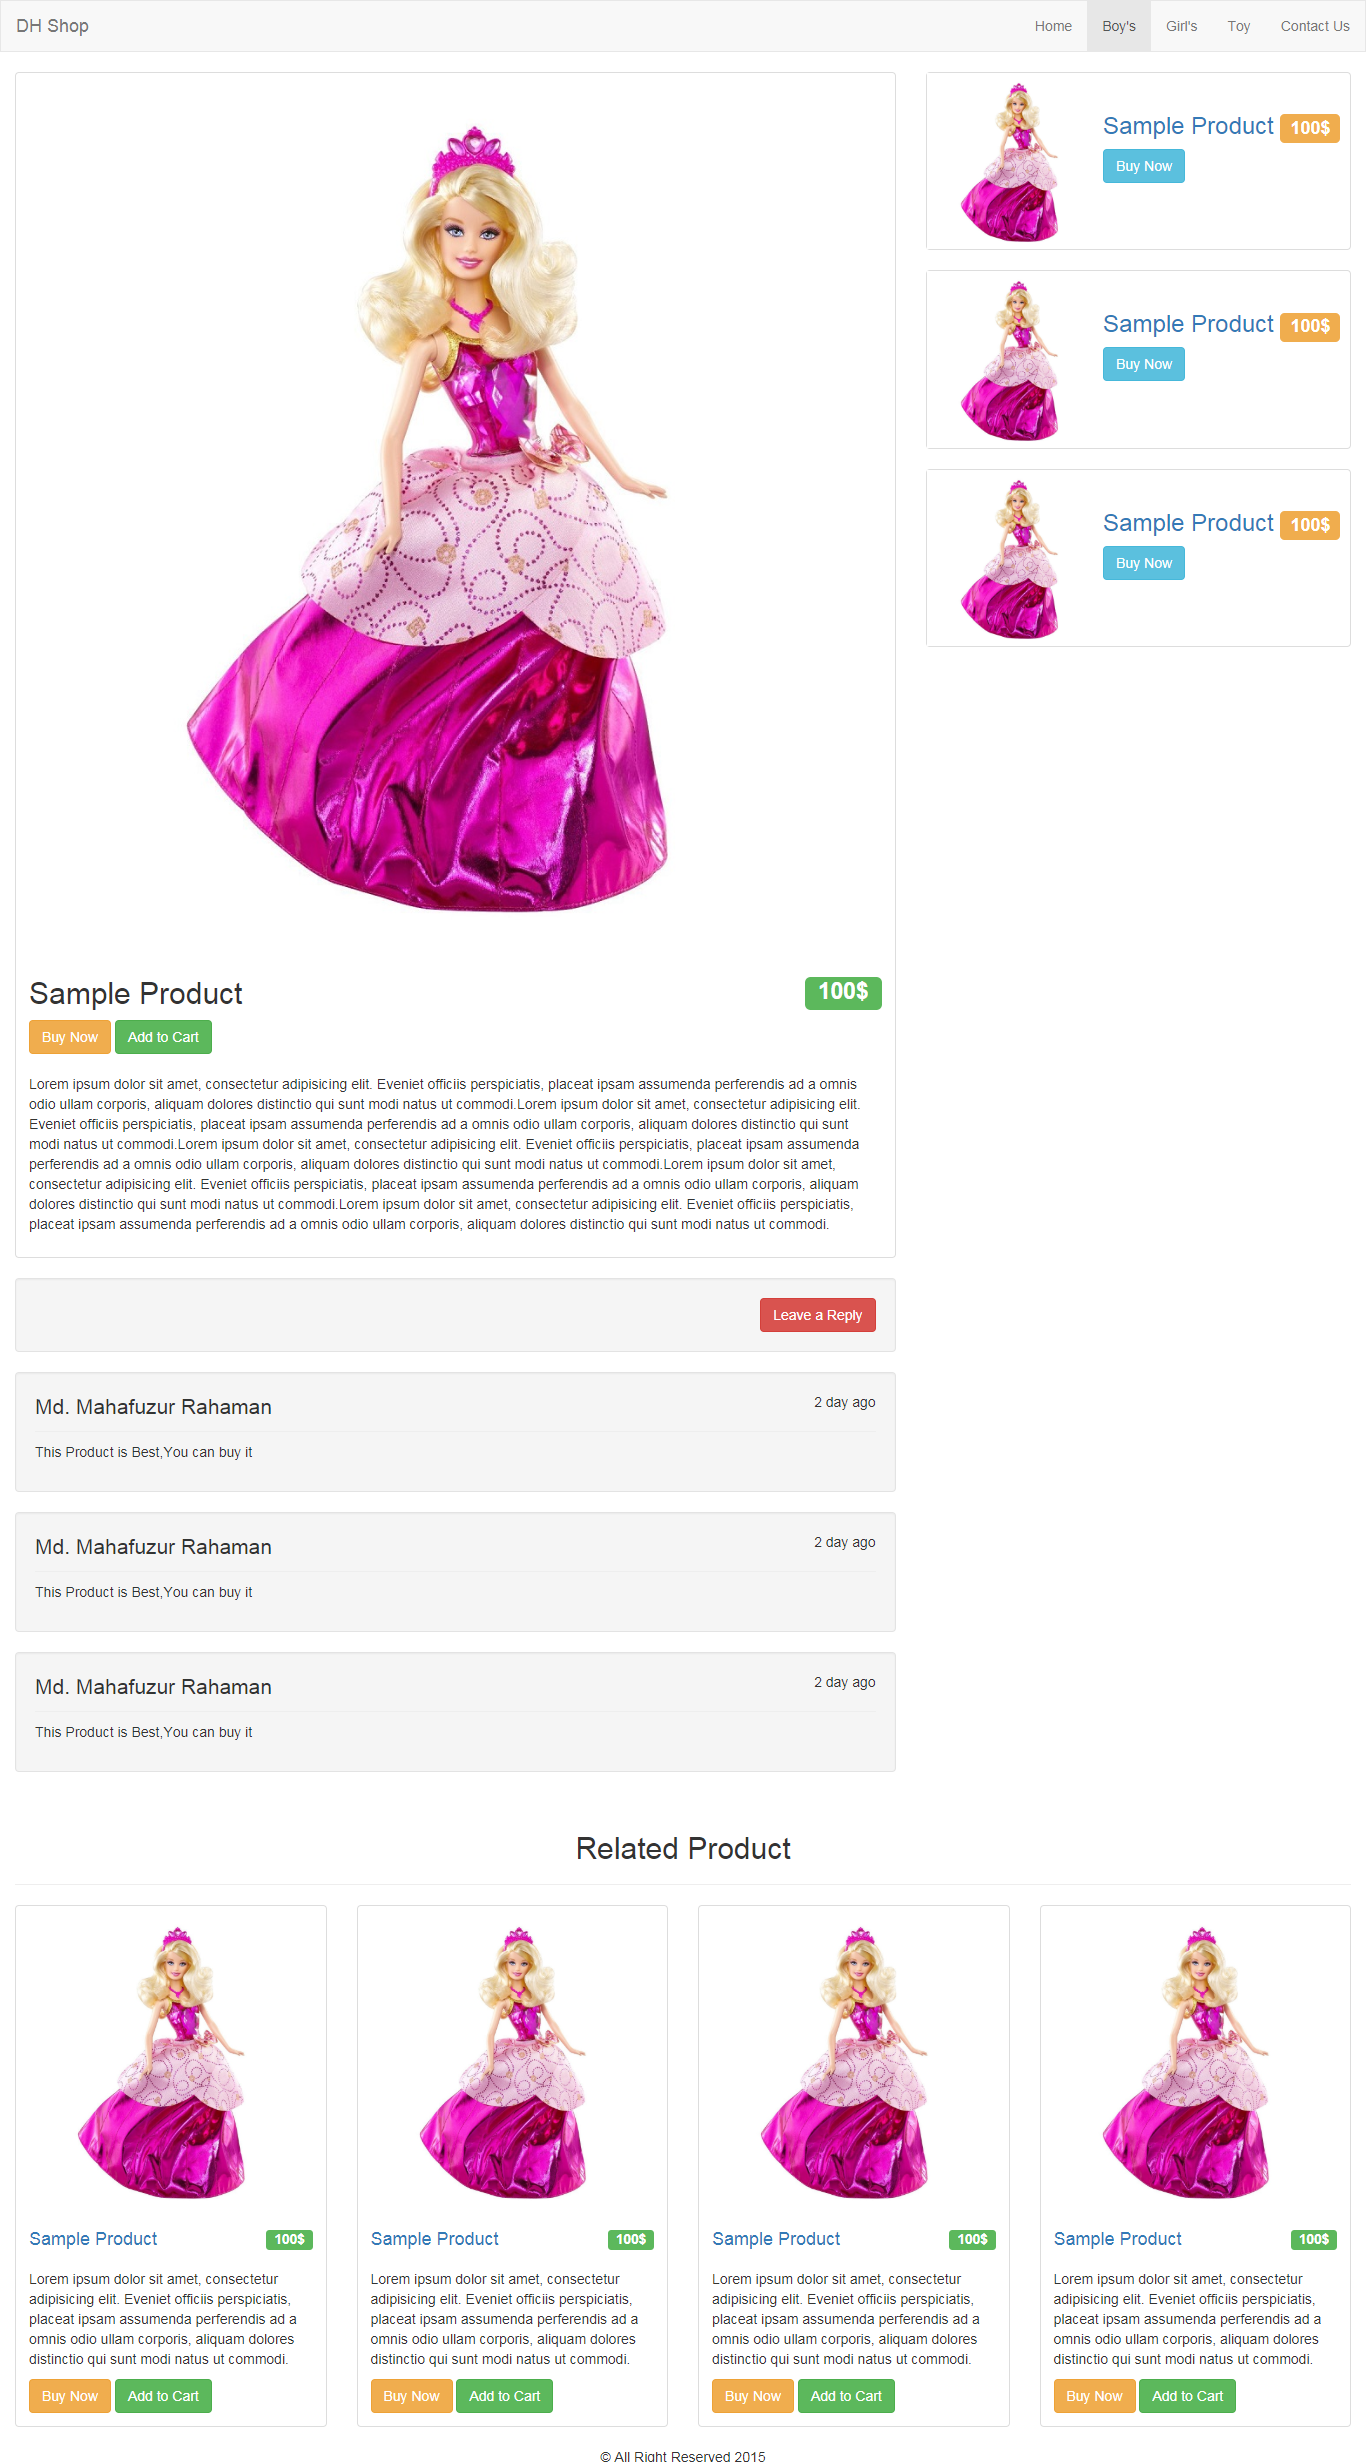 DH Shop
Home Boy's Girl's Toy Contact Us
Sample Product 100$
Buy Now
Sample Product 100$
Buy Now
Sample Product 100$
Buy Now
Sample Product 100$
Buy Now Add to Cart
Lorem ipsum dolor sit amet, consectetur adipisicing elit. Eveniet officiis perspiciatis, placeat ipsam assumenda perferendis ad a omnis
odio ullam corporis, aliquam dolores distinctio qui sunt modi natus ut commodi.Lorem ipsum dolor sit amet, consectetur adipisicing elit.
Eveniet officiis perspiciatis, placeat ipsam assumenda perferendis ad a omnis odio ullam corporis, aliquam dolores distinctio qui sunt
modi natus ut commodi.Lorem ipsum dolor sit amet, consectetur adipisicing elit. Eveniet officiis perspiciatis, placeat ipsam assumenda
perferendis ad a omnis odio ullam corporis, aliquam dolores distinctio qui sunt modi natus ut commodi.Lorem ipsum dolor sit amet,
consectetur adipisicing elit. Eveniet officiis perspiciatis, placeat ipsam assumenda perferendis ad a omnis odio ullam corporis, aliquam
dolores distinctio qui sunt modi natus ut commodi.Lorem ipsum dolor sit amet, consectetur adipisicing elit. Eveniet officiis perspiciatis,
placeat ipsam assumenda perferendis ad a omnis odio ullam corporis, aliquam dolores distinctio qui sunt modi natus ut commodi.
Leave a Reply
Md. Mahafuzur Rahaman 2 day ago
This Product is Best,You can buy it
Md. Mahafuzur Rahaman 2 day ago
This Product is Best,You can buy it
Md. Mahafuzur Rahaman 2 day ago
This Product is Best,You can buy it
Related Product
Sample Product 100$
Lorem ipsum dolor sit amet, consectetur
adipisicing elit. Eveniet officiis perspiciatis,
placeat ipsam assumenda perferendis ad a
omnis odio ullam corporis, aliquam dolores
distinctio qui sunt modi natus ut commodi.
Buy Now Add to Cart
Sample Product 100$
Lorem ipsum dolor sit amet, consectetur
adipisicing elit. Eveniet officiis perspiciatis,
placeat ipsam assumenda perferendis ad a
omnis odio ullam corporis, aliquam dolores
distinctio qui sunt modi natus ut commodi.
Buy Now Add to Cart
Sample Product 100$
Lorem ipsum dolor sit amet, consectetur
adipisicing elit. Eveniet officiis perspiciatis,
placeat ipsam assumenda perferendis ad a
omnis odio ullam corporis, aliquam dolores
distinctio qui sunt modi natus ut commodi.
Buy Now Add to Cart
Sample Product 100$
Lorem ipsum dolor sit amet, consectetur
adipisicing elit. Eveniet officiis perspiciatis,
placeat ipsam assumenda perferendis ad a
omnis odio ullam corporis, aliquam dolores
distinctio qui sunt modi natus ut commodi.
Buy Now Add to Cart
© All Right Reserved 2015